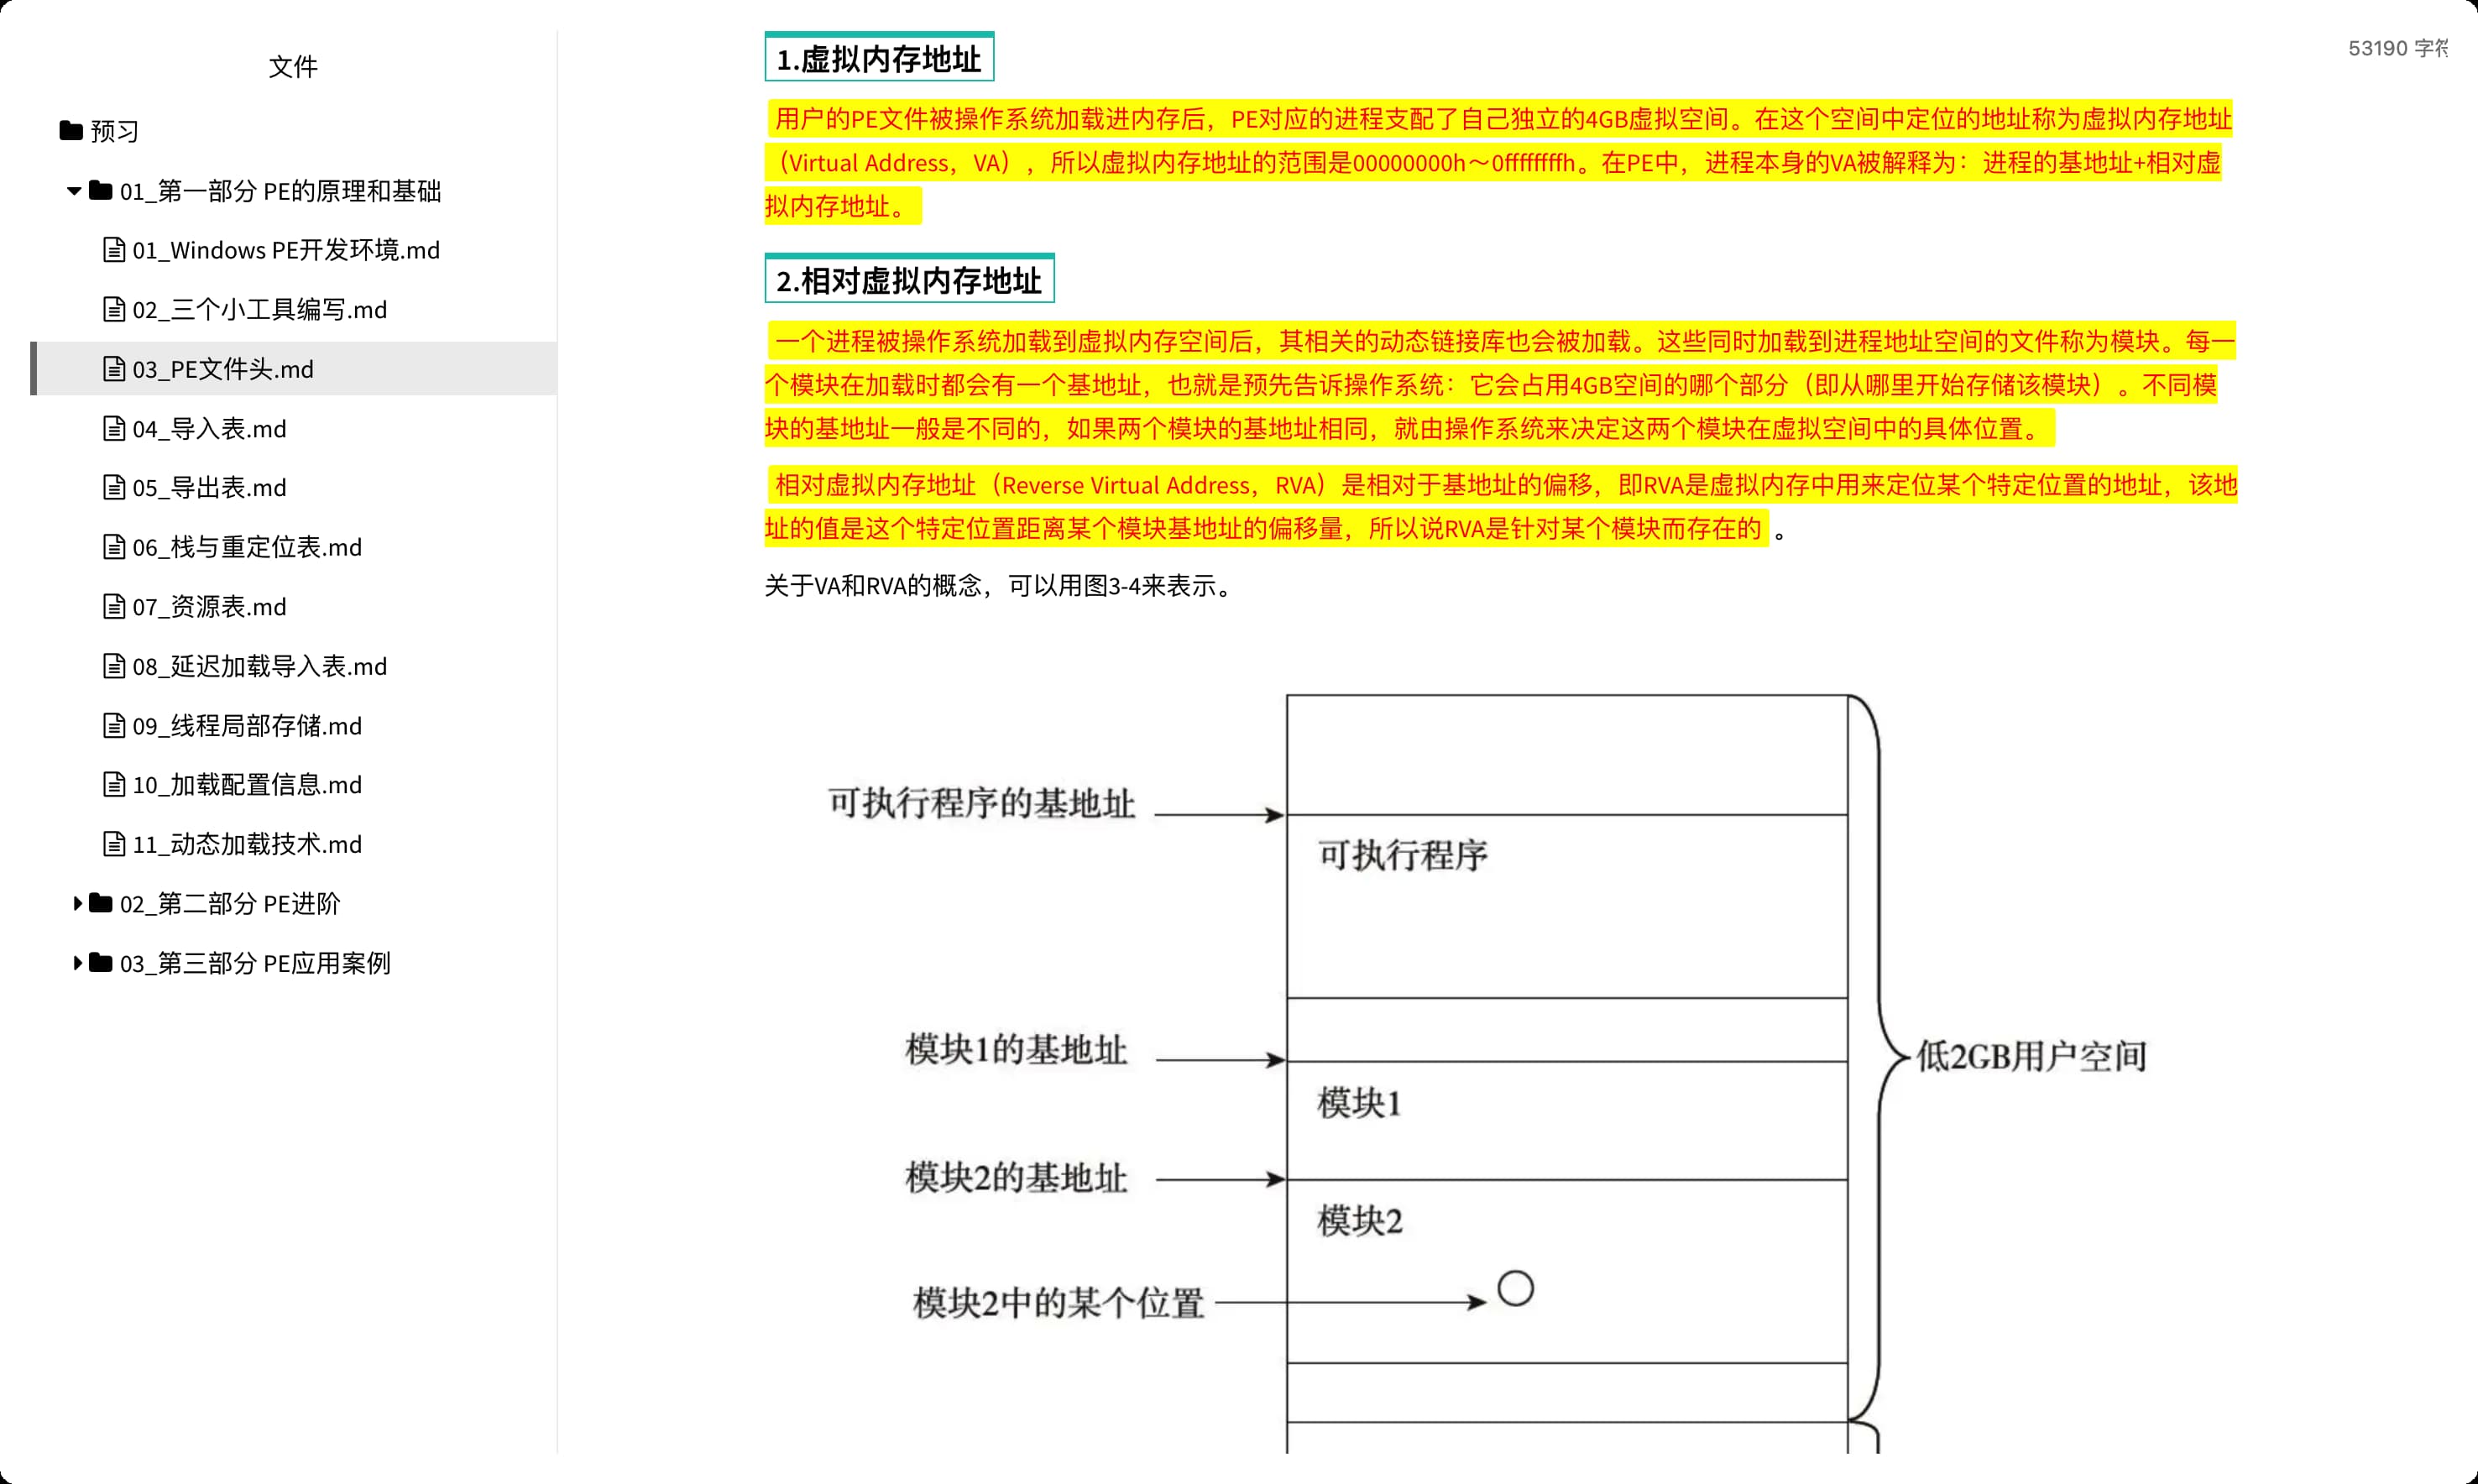 文件
预习
01_第一部分 PE的原理和基础
01_Windows PE开发环境.md
02_三个小工具编写.md
03_PE文件头.md
04_导入表.md
05_导出表.md
06_栈与重定位表.md
07_资源表.md
08_延迟加载导入表.md
09_线程局部存储.md
10_加载配置信息.md
11_动态加载技术.md
02_第二部分 PE进阶
03_第三部分 PE应用案例
53190 字符
1.虚拟内存地址
用户的PE文件被操作系统加载进内存后，PE对应的进程支配了自己独立的4GB虚拟空间。在这个空间中定位的地址称为虚拟内存地址
（Virtual Address，VA），所以虚拟内存地址的范围是00000000h～0ffffffffh。在PE中，进程本身的VA被解释为：进程的基地址+相对虚
拟内存地址。
2.相对虚拟内存地址
一个进程被操作系统加载到虚拟内存空间后，其相关的动态链接库也会被加载。这些同时加载到进程地址空间的文件称为模块。每一
个模块在加载时都会有一个基地址，也就是预先告诉操作系统：它会占用4GB空间的哪个部分（即从哪里开始存储该模块）。不同模
块的基地址一般是不同的，如果两个模块的基地址相同，就由操作系统来决定这两个模块在虚拟空间中的具体位置。
相对虚拟内存地址（Reverse Virtual Address，RVA）是相对于基地址的偏移，即RVA是虚拟内存中用来定位某个特定位置的地址，该地
址的值是这个特定位置距离某个模块基地址的偏移量，所以说RVA是针对某个模块而存在的 。
关于VA和RVA的概念，可以用图3-4来表示。
可执行程序的基地址
可执行程序
模块1的基地址
低2GB用户空间
模块1
模块2的基地址
模块2
模块2中的某个位置